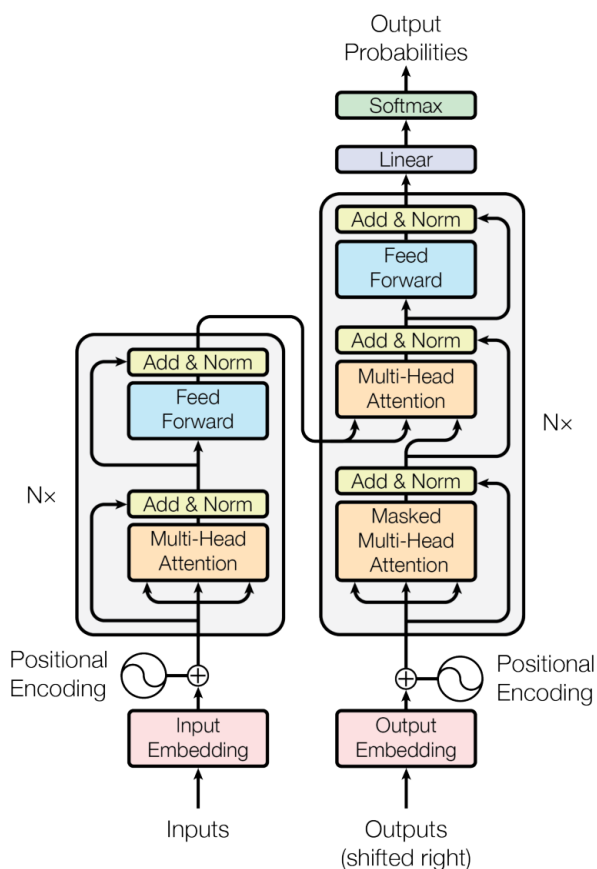 Output
Probabilities
Softmax
Linear
Add & Norm
Feed
Forward
Add & Norm
Multi-Head
Attention
Add & Norm
Masked
Multi-Head
Attention
Nx
Add & Norm
Feed
Forward
Add & Norm
Multi-Head
Attention
Nx
Positional
Encoding
Positional
Encoding
Input
Embedding
Output
Embedding
Inputs
Outputs
(shifted right)